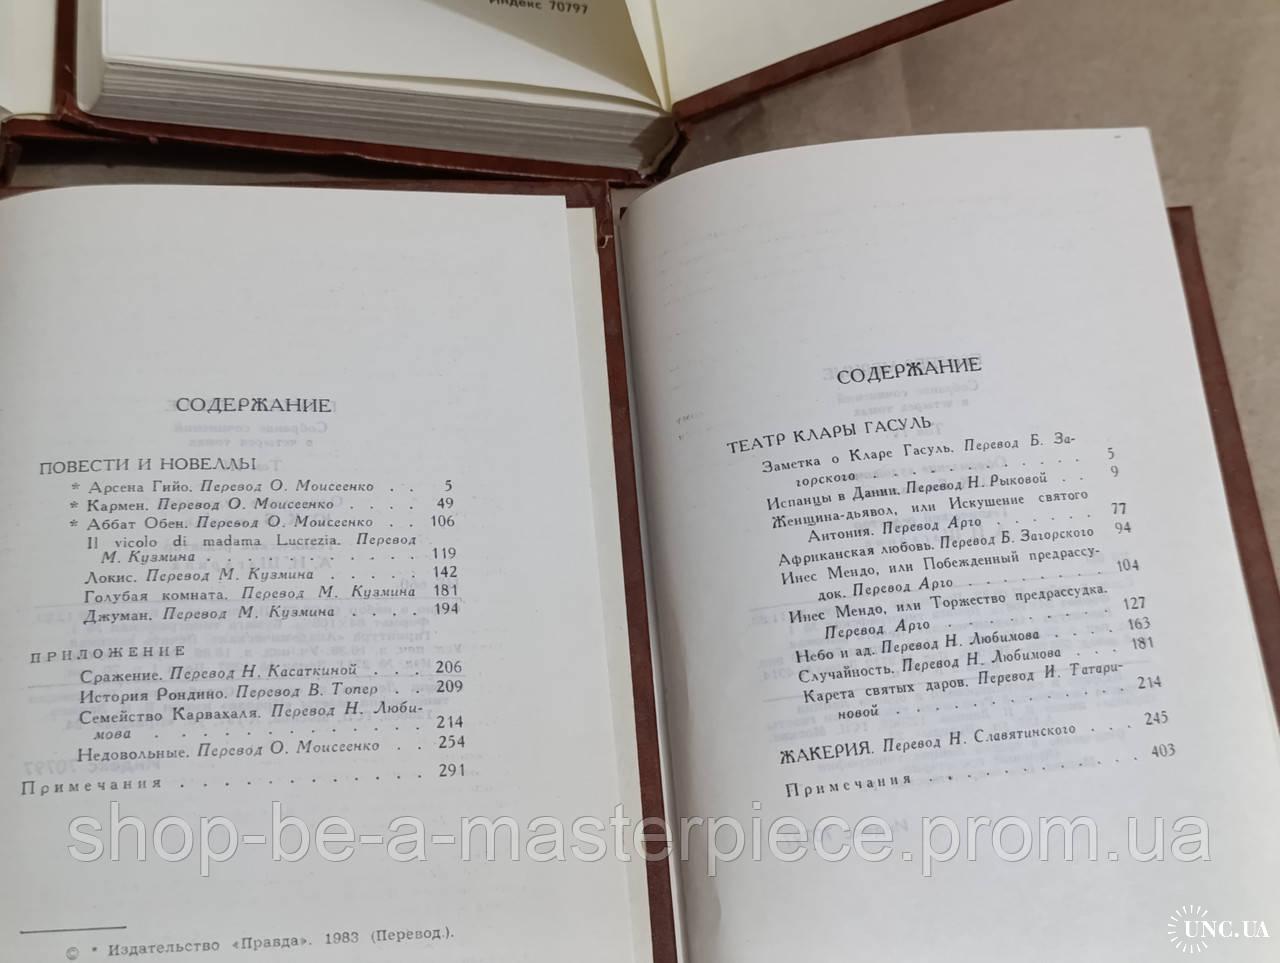 Индекс 70797
СОДЕРЖАНИЕ
ПОВЕСТИ И НОВЕЛЛЫ
* Арсена Гийо. Перевод О. Моисеенко . . 5
* Кармен. Перевод О. Моисеенко . . . . 49
* Аббат Обен. Перевод О. Моисеенко . . 106
Il vicolo di madama Lucrezia. Перевод
М. Кузмина . . . . . . . . . . . 119
Локис. Перевод М. Кузмина . . . . . 142
Голубая комната. Перевод М. Кузмина 181
Джуман. Перевод М. Кузмина . . . . 194
ПРИЛОЖЕНИЕ
Сражение. Перевод Н. Касаткиной . . . 206
История Рондино. Перевод В. Топер . . 209
Семейство Карвахаля. Перевод Н. Люби-
мова . . . . . . . . . . . . . 214
Недовольные. Перевод О. Моисеенко . . 254
Примечания . . . . . . . . . . . . 291
© * Издательство «Правда». 1983 (Перевод.).
СОДЕРЖАНИЕ
ТЕАТР КЛАРЫ ГАСУЛЬ
Заметка о Кларе Гасуль. Перевод Б. За-
горского . . . . . . . . . . . . 5
Испанцы в Дании. Перевод Н. Рыковой . . 9
Женщина-дьявол, или Искушение святого
Антония. Перевод Арго . . . . . . 77
Африканская любовь. Перевод Б. Загорского 94
Инес Мендо, или Побежденный предрассу-
док. Перевод Арго . . . . . . . . 104
Инес Мендо, или Торжество предрассудка.
Перевод Арго . . . . . . . . . . 127
Небо и ад. Перевод Н. Любимова . . . . 163
Случайность. Перевод Н. Любимова . . . 181
Карета святых даров. Перевод И. Татари-
новой . . . . . . . . . . . . . 214
ЖАКЕРИЯ. Перевод Н. Славятинского . . . 245
Примечания . . . . . . . . . . . . 403
shop-be-a-masterpiece.prom.ua
UNC.UA